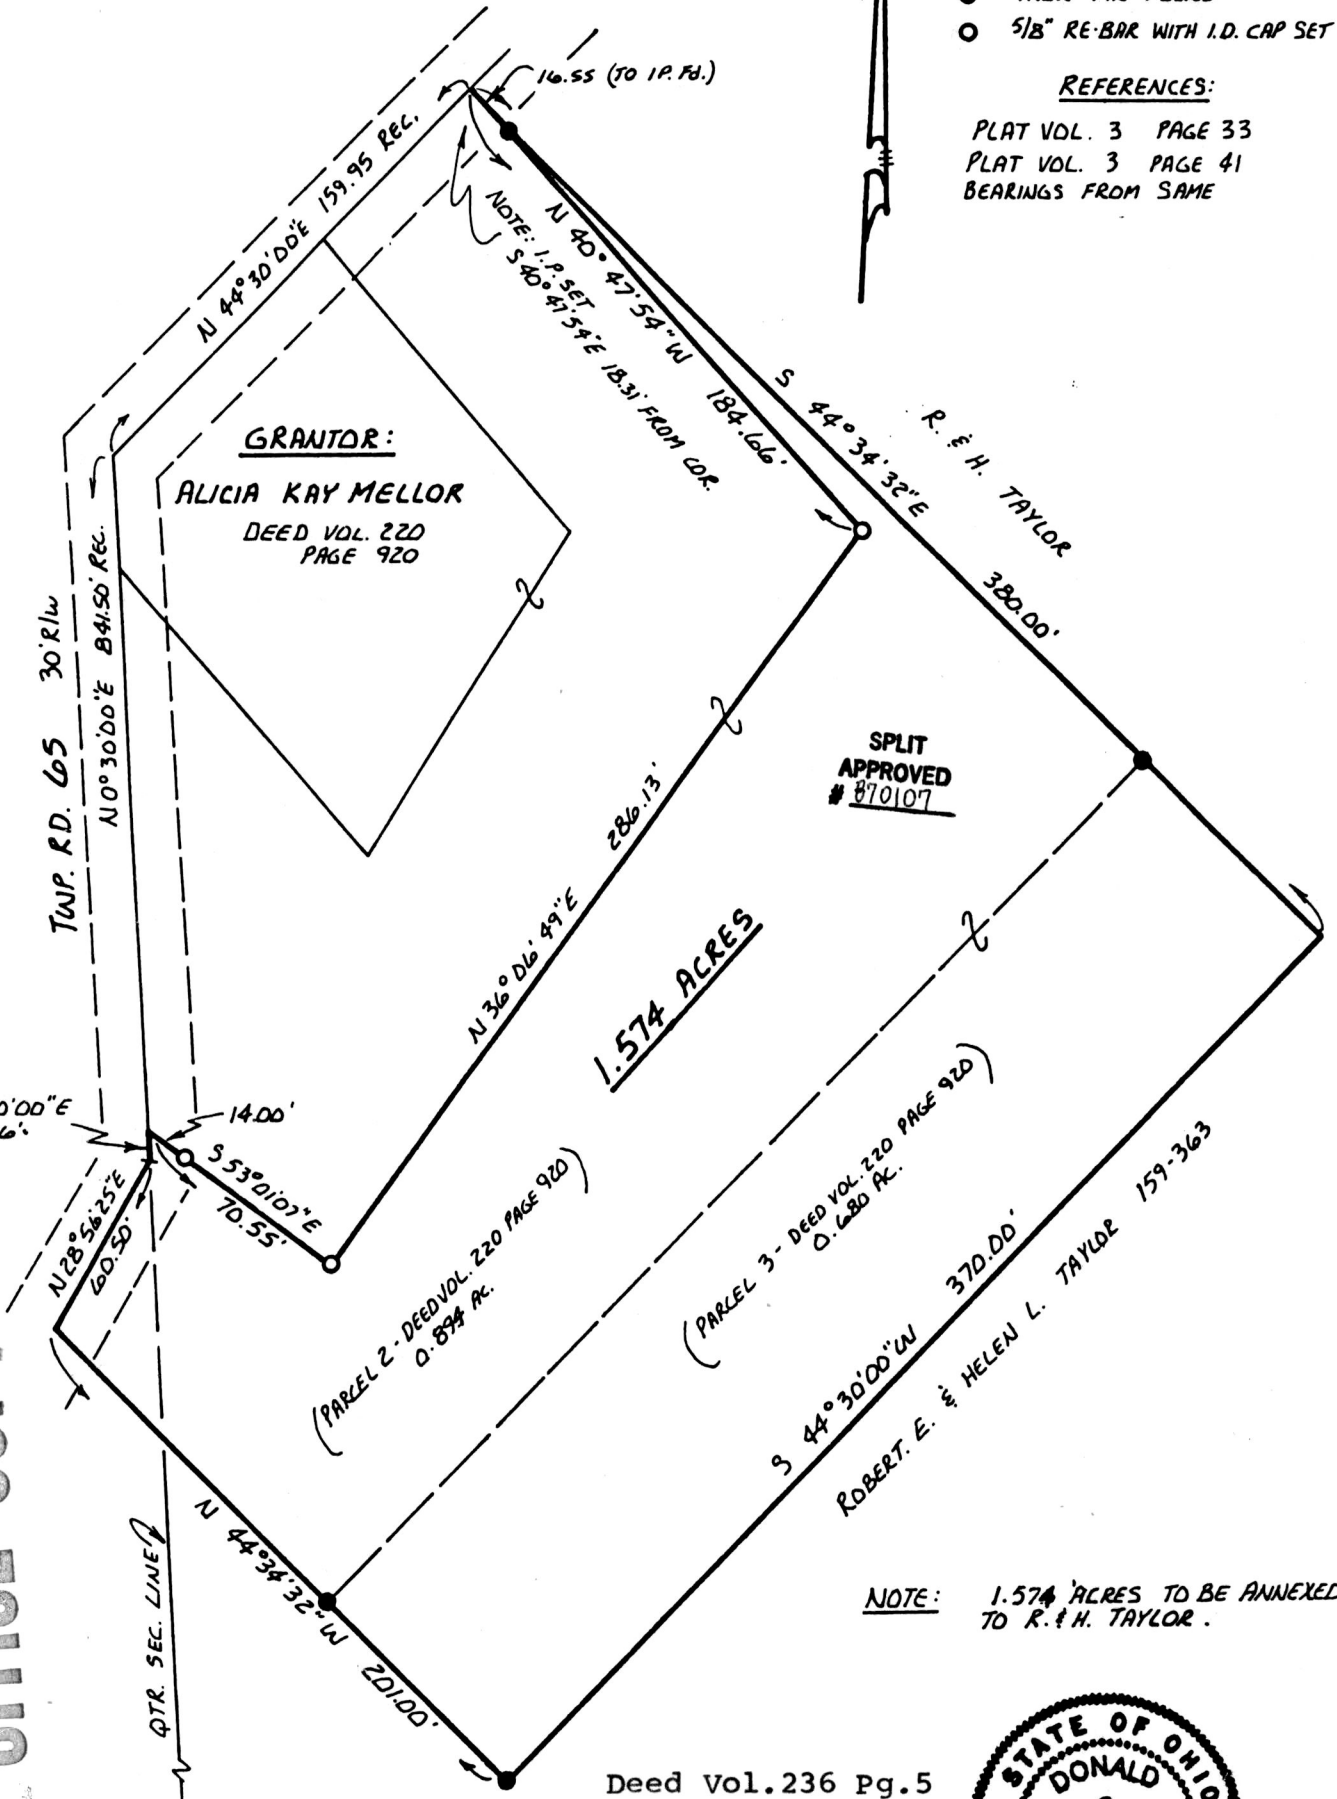 5/8" RE-BAR WITH I.D. CAP SET
REFERENCES:
PLAT VOL. 3 PAGE 33
PLAT VOL. 3 PAGE 41
BEARINGS FROM SAME
16.55 (TO I.P. Fd.)
N 44°30'00"E 159.95 REC.
NOTE: I.P. SET
S 40°47'54"E 18.31' FROM COR.
N 40°47'54"W 184.66'
S 44°34'32"E 380.00'
R. & H. TAYLOR
GRANTOR:
ALICIA KAY MELLOR
DEED VOL. 220
PAGE 920
TWP. RD. 65 30' R/W
N 0°30'00"E 841.50' REC.
SPLIT
APPROVED
# 870107
286.13'
N 36°06'49"E
1.574 ACRES
0'00"E
6'.
14.00'
S 53°01'07"E
70.55'
N 28°56'25"E
60.50'
(PARCEL 2 - DEED VOL. 220 PAGE 920)
0.894 AC.
(PARCEL 3 - DEED VOL. 220 PAGE 920)
0.680 AC.
S 44°30'00"W 370.00'
ROBERT. E. & HELEN L. TAYLOR 159-363
N 44°34'32"W 201.00'
QTR. SEC. LINE
NOTE: 1.574 ACRES TO BE ANNEXED
TO R. & H. TAYLOR.
Deed Vol.236 Pg.5
STATE OF OHIO
DONALD